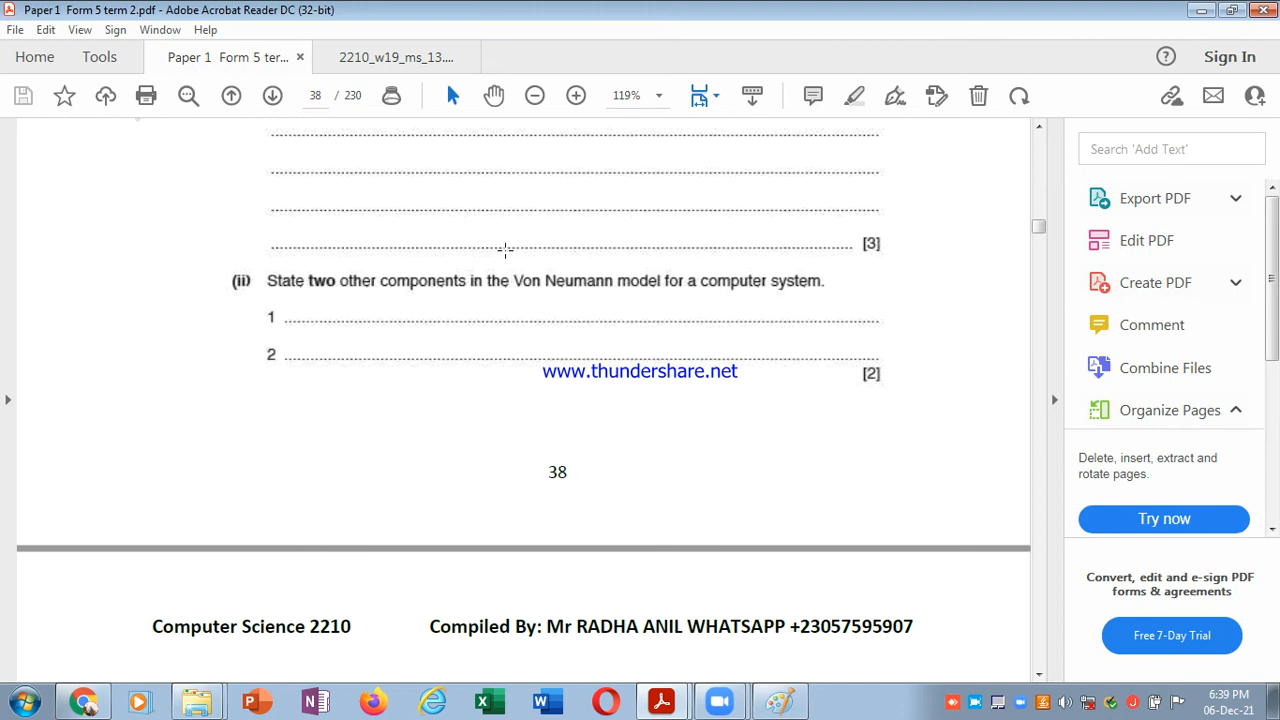 Paper 1 Form 5 term 2.pdf - Adobe Acrobat Reader DC (32-bit)
File Edit View Sign Window Help
Home Tools Paper 1 Form 5 ter... × 2210_w19_ms_13.... Sign In
38 / 230 119%
[3]
(ii) State two other components in the Von Neumann model for a computer system.
1
2
www.thundershare.net
[2]
38
Computer Science 2210 Compiled By: Mr RADHA ANIL WHATSAPP +23057595907
Search 'Add Text'
Export PDF
Edit PDF
Create PDF
Comment
Combine Files
Organize Pages
Delete, insert, extract and
rotate pages.
Try now
Convert, edit and e-sign PDF
forms & agreements
Free 7-Day Trial
6:39 PM
06-Dec-21